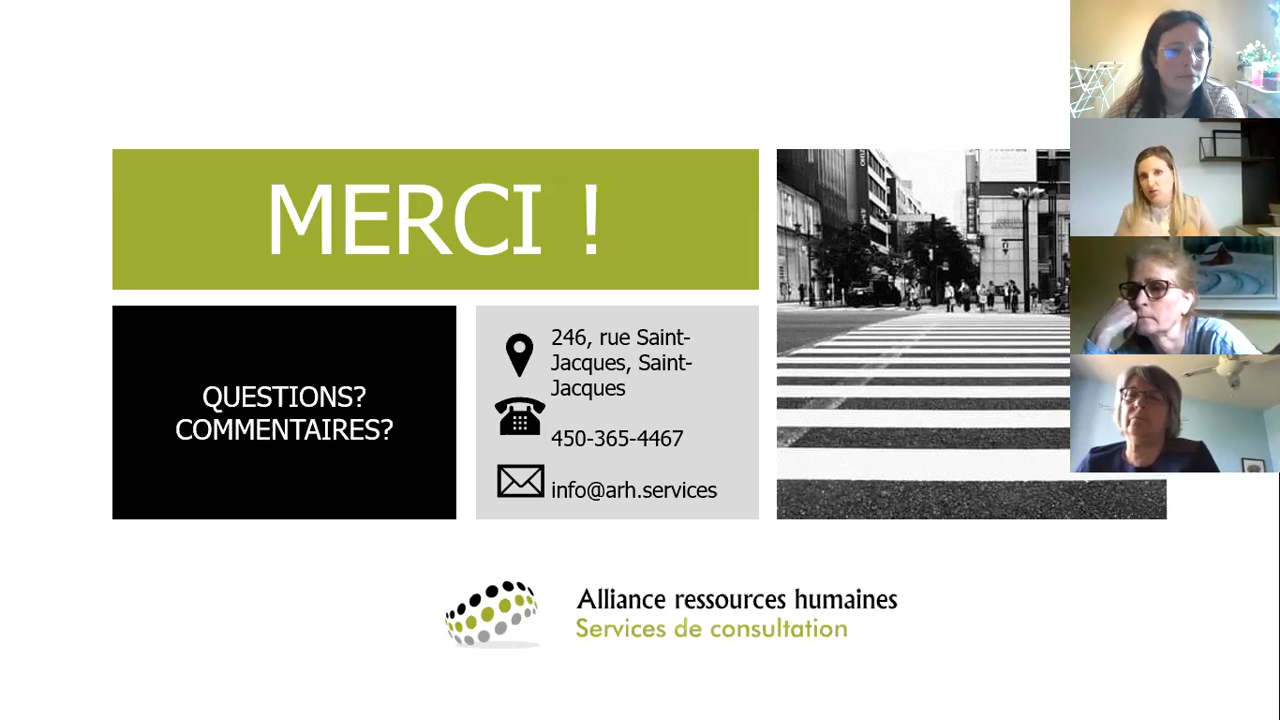 MERCI !
QUESTIONS?
COMMENTAIRES?
246, rue Saint-
Jacques, Saint-
Jacques
450-365-4467
info@arh.services
Alliance ressources humaines
Services de consultation